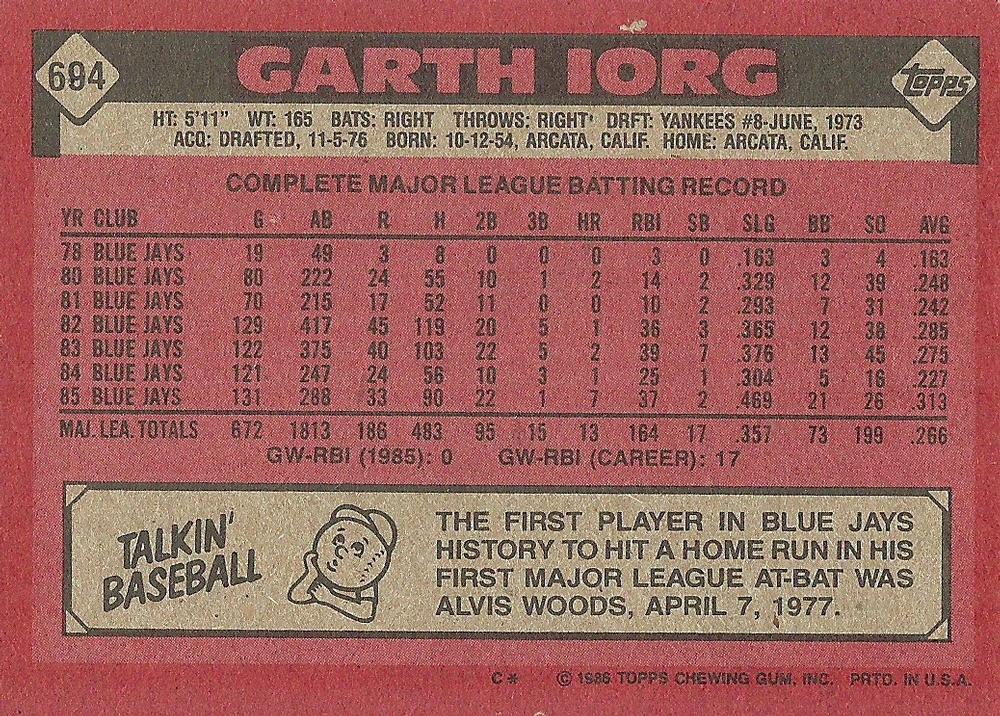 694 GARTH IORG TOPPS
HT: 5'11" WT: 165 BATS: RIGHT THROWS: RIGHT DRFT: YANKEES #8-JUNE, 1973
ACQ: DRAFTED, 11-5-76 BORN: 10-12-54, ARCATA, CALIF. HOME: ARCATA, CALIF.
COMPLETE MAJOR LEAGUE BATTING RECORD
YR CLUB G AB R H 2B 3B HR RBI SB SLG BB SO AVG
78 BLUE JAYS 19 49 3 8 0 0 0 3 0 .163 3 4 .163
80 BLUE JAYS 80 222 24 55 10 1 2 14 2 .329 12 39 .248
81 BLUE JAYS 70 215 17 52 11 0 0 10 2 .293 7 31 .242
82 BLUE JAYS 129 417 45 119 20 5 1 36 3 .365 12 38 .285
83 BLUE JAYS 122 375 40 103 22 5 2 39 7 .376 13 45 .275
84 BLUE JAYS 121 247 24 56 10 3 1 25 1 .304 5 16 .227
85 BLUE JAYS 131 288 33 90 22 1 7 37 2 .469 21 26 .313
MAJ. LEA. TOTALS 672 1813 186 483 95 15 13 164 17 .357 73 199 .266
GW-RBI (1985): 0 GW-RBI (CAREER): 17
TALKIN'
BASEBALL
THE FIRST PLAYER IN BLUE JAYS
HISTORY TO HIT A HOME RUN IN HIS
FIRST MAJOR LEAGUE AT-BAT WAS
ALVIS WOODS, APRIL 7, 1977.
C* © 1986 TOPPS CHEWING GUM, INC. PRTD. IN U.S.A.